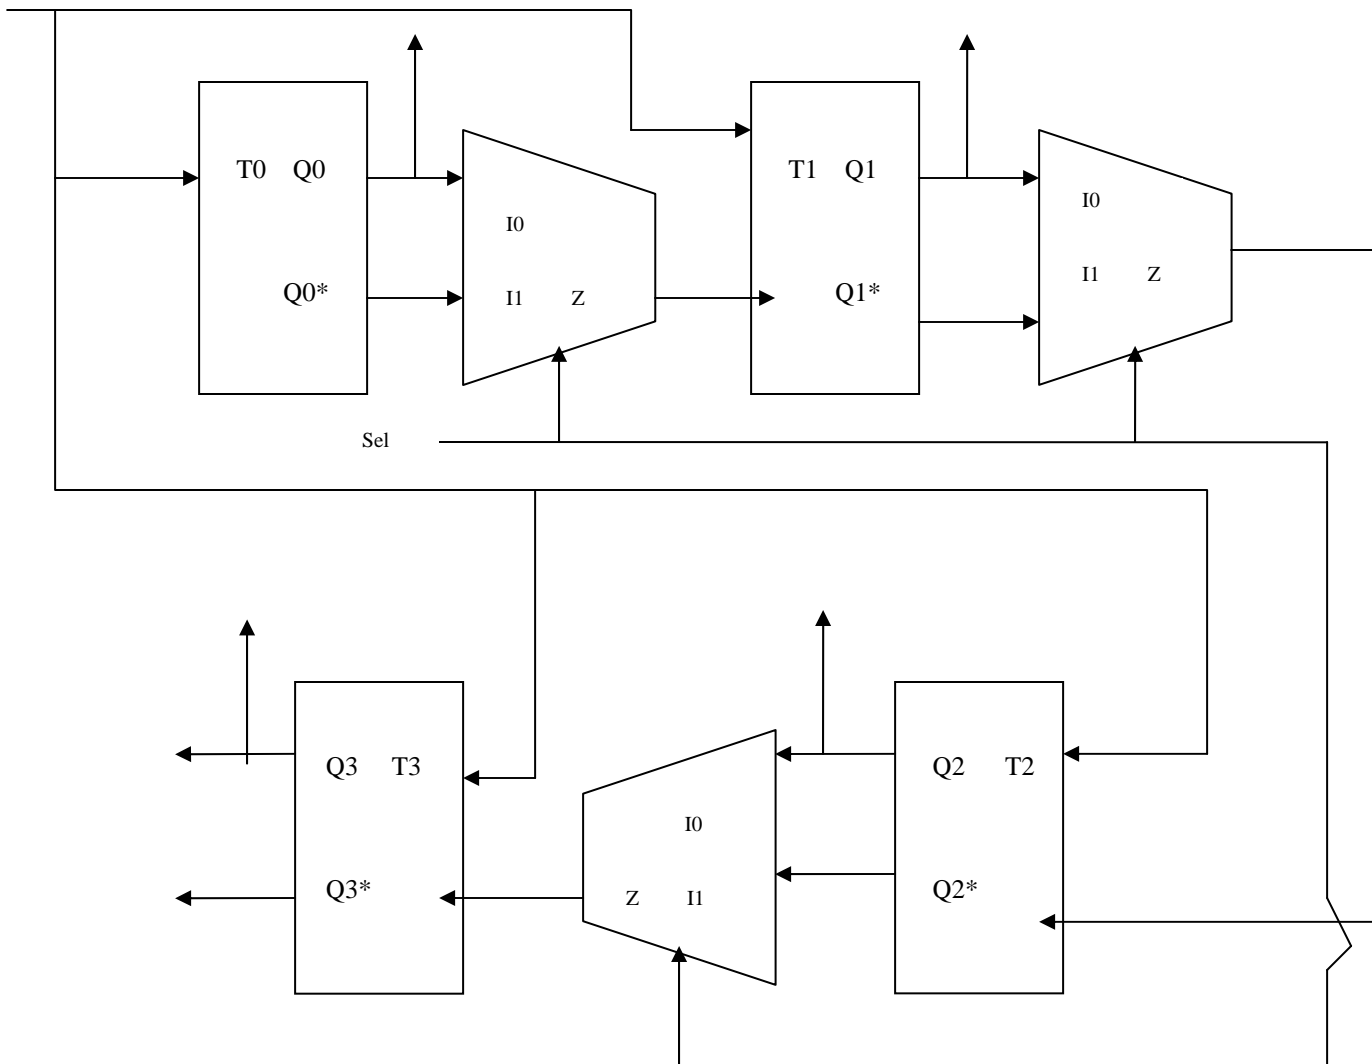 T0 Q0
Q0*
I0
I1 Z
T1 Q1
Q1*
I0
I1 Z
Sel
Q3 T3
Q3*
I0
Z I1
Q2 T2
Q2*